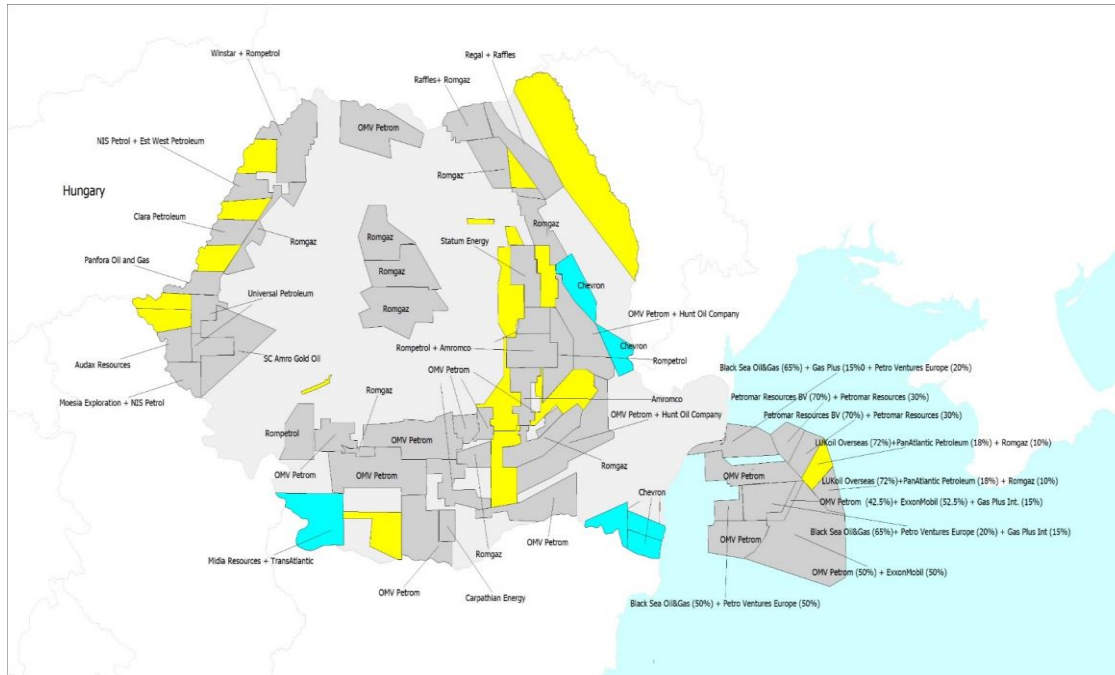 Winstar + Rompetrol
Regal + Raffles
Raffles+ Romgaz
OMV Petrom
NIS Petrol + Est West Petroleum
Romgaz
Hungary
Clara Petroleum
Romgaz
Romgaz
Romgaz
Statum Energy
Panfora Oil and Gas
Romgaz
Universal Petroleum
Chevron
Romgaz
OMV Petrom + Hunt Oil Company
Rompetrol + Amromco
Chevron
Rompetrol
SC Amro Gold Oil
Audax Resources
OMV Petrom
Black Sea Oil&Gas (65%) + Gas Plus (15%0 + Petro Ventures Europe (20%)
Romgaz
Petromar Resources BV (70%) + Petromar Resources (30%)
Moesia Exploration + NIS Petrol
Amromco
OMV Petrom + Hunt Oil Company
Petromar Resources BV (70%) + Petromar Resources (30%)
Rompetrol
OMV Petrom
LUKoil Overseas (72%)+PanAtlantic Petroleum (18%) + Romgaz (10%)
Romgaz
OMV Petrom
OMV Petrom
OMV Petrom
LUKoil Overseas (72%)+PanAtlantic Petroleum (18%) + Romgaz (10%)
OMV Petrom (42.5%) + ExxonMobil (52.5%) + Gas Plus Int. (15%)
Chevron
Black Sea Oil&Gas (65%)+ Petro Ventures Europe (20%) + Gas Plus Int (15%)
OMV Petrom
OMV Petrom
Midia Resources + TransAtlantic
Romgaz
OMV Petrom (50%) + ExxonMobil (50%)
OMV Petrom
Carpathian Energy
Black Sea Oil&Gas (50%) + Petro Ventures Europe (50%)